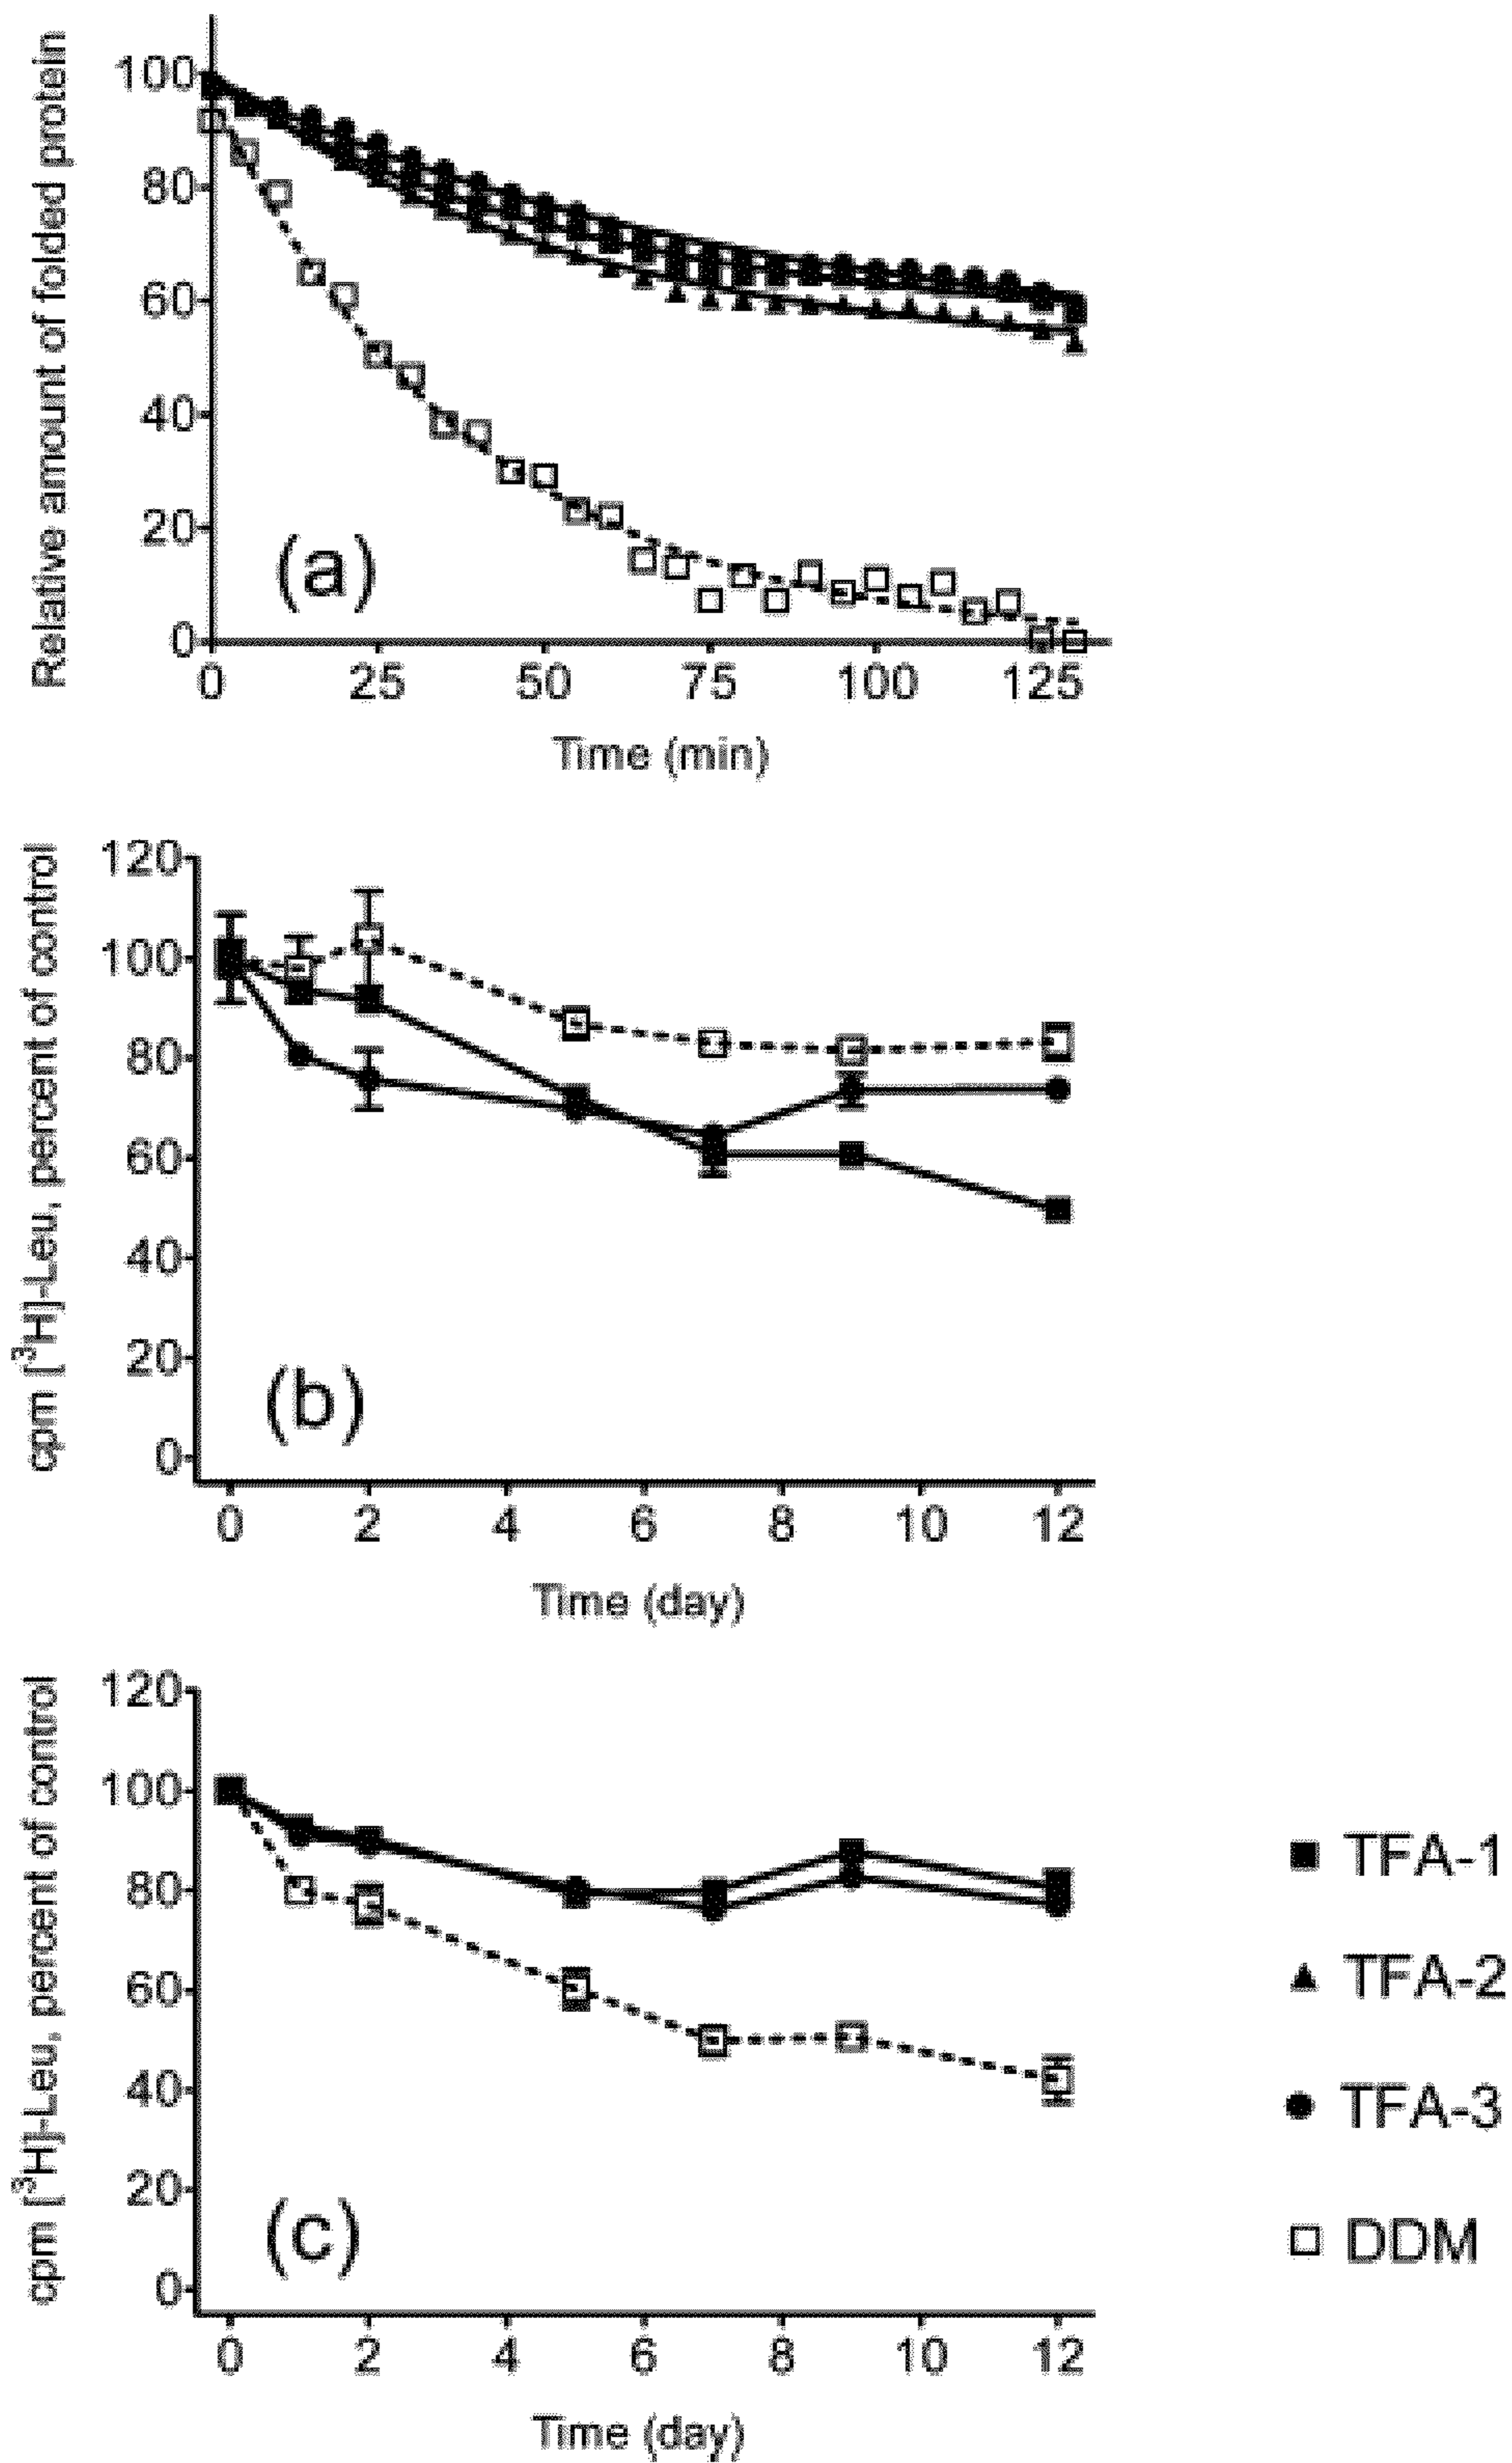 Relative amount of folded protein
100
80
60
40
20
0
(a)
0 25 50 75 100 125
Time (min)
cpm [³H]-Leu, percent of control
120
100
80
60
40
20
0
(b)
0 2 4 6 8 10 12
Time (day)
cpm [³H]-Leu, percent of control
120
100
80
60
40
20
0
(c)
0 2 4 6 8 10 12
Time (day)
TFA-1
TFA-2
TFA-3
DDM